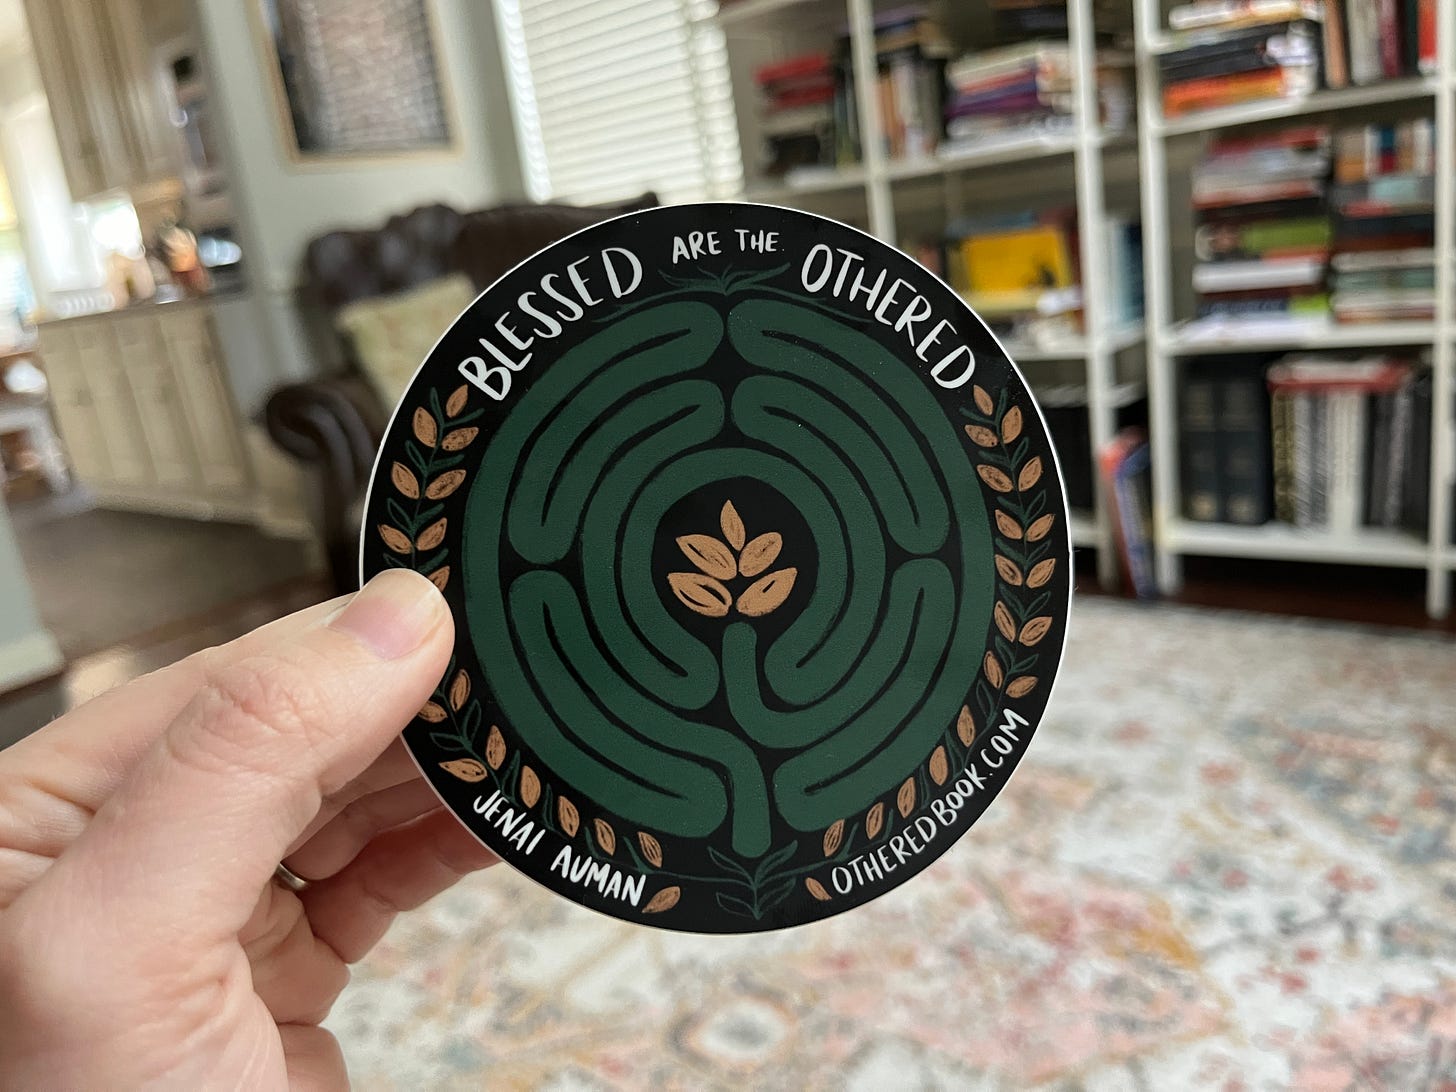 BLESSED ARE THE OTHERED
JENAI AUMAN
OTHEREDBOOK.COM